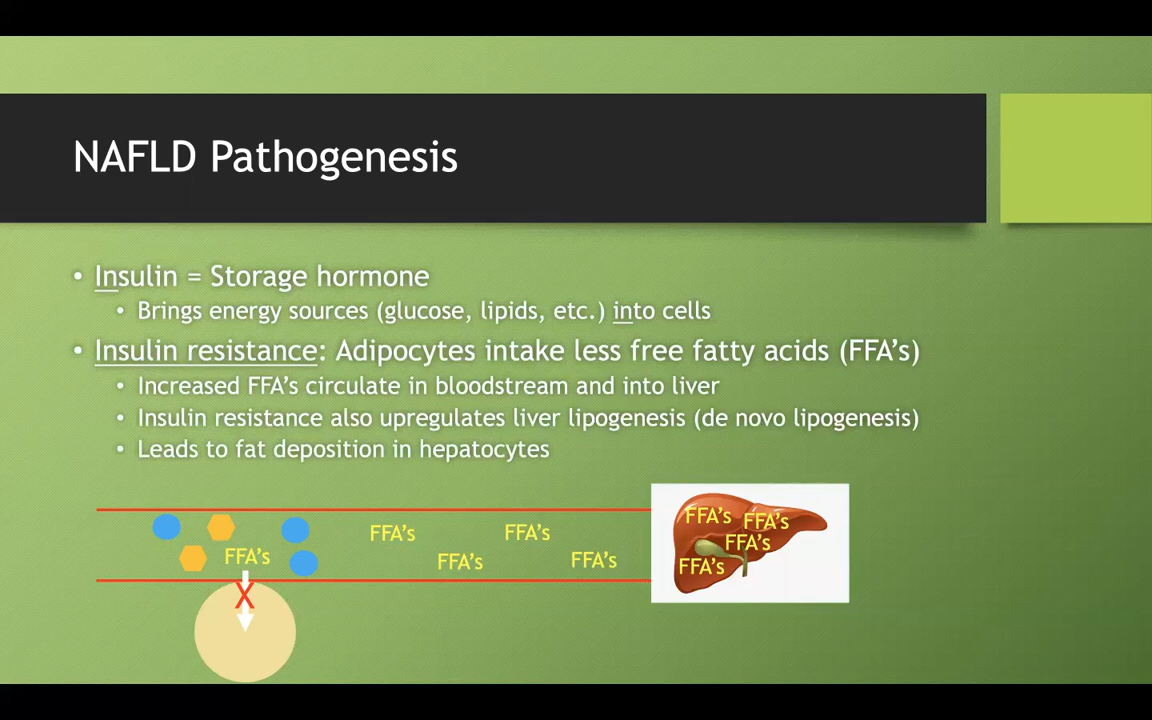 NAFLD Pathogenesis
• Insulin = Storage hormone
• Brings energy sources (glucose, lipids, etc.) into cells
• Insulin resistance: Adipocytes intake less free fatty acids (FFA's)
• Increased FFA's circulate in bloodstream and into liver
• Insulin resistance also upregulates liver lipogenesis (de novo lipogenesis)
• Leads to fat deposition in hepatocytes
FFA's
FFA's
FFA's
FFA's
FFA's
X
FFA's
FFA's
FFA's
FFA's